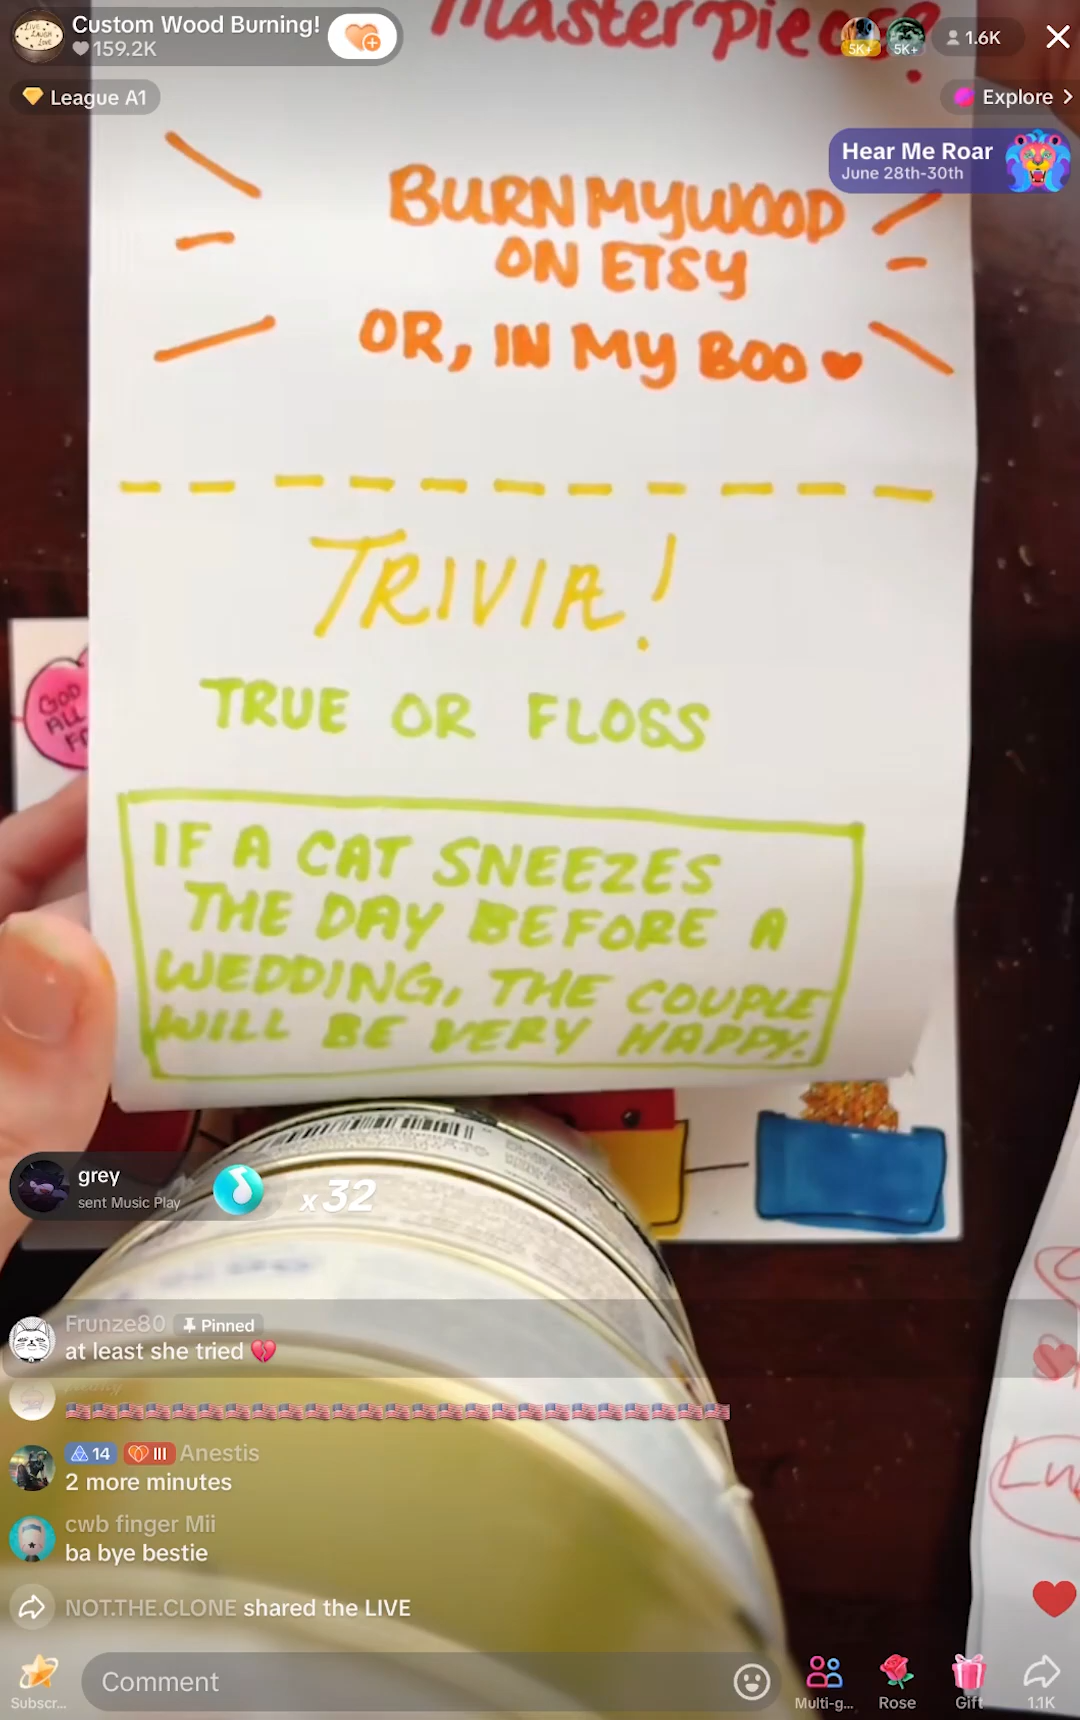 Custom Wood Burning!
159.2K
Masterpiece?
5K+
5K+
1.6K
League A1
Explore >
Hear Me Roar
June 28th-30th
BURNMYWOOD
ON ETSY
OR, IN MY BOO
TRIVIA!
TRUE OR FLOSS
GOD
ALL
IF A CAT SNEEZES
THE DAY BEFORE A
WEDDING, THE COUPLE
WILL BE VERY HAPPY.
grey
sent Music Play
x32
Frunze80 Pinned
at least she tried 💔
🇺🇸🇺🇸🇺🇸🇺🇸🇺🇸🇺🇸🇺🇸🇺🇸🇺🇸🇺🇸🇺🇸🇺🇸🇺🇸🇺🇸🇺🇸🇺🇸🇺🇸🇺🇸🇺🇸🇺🇸🇺🇸🇺🇸🇺🇸🇺🇸🇺🇸
14 III Anestis
2 more minutes
cwb finger Mii
ba bye bestie
NOT.THE.CLONE shared the LIVE
Subscr...
Comment
Multi-g...
Rose
Gift
1.1K